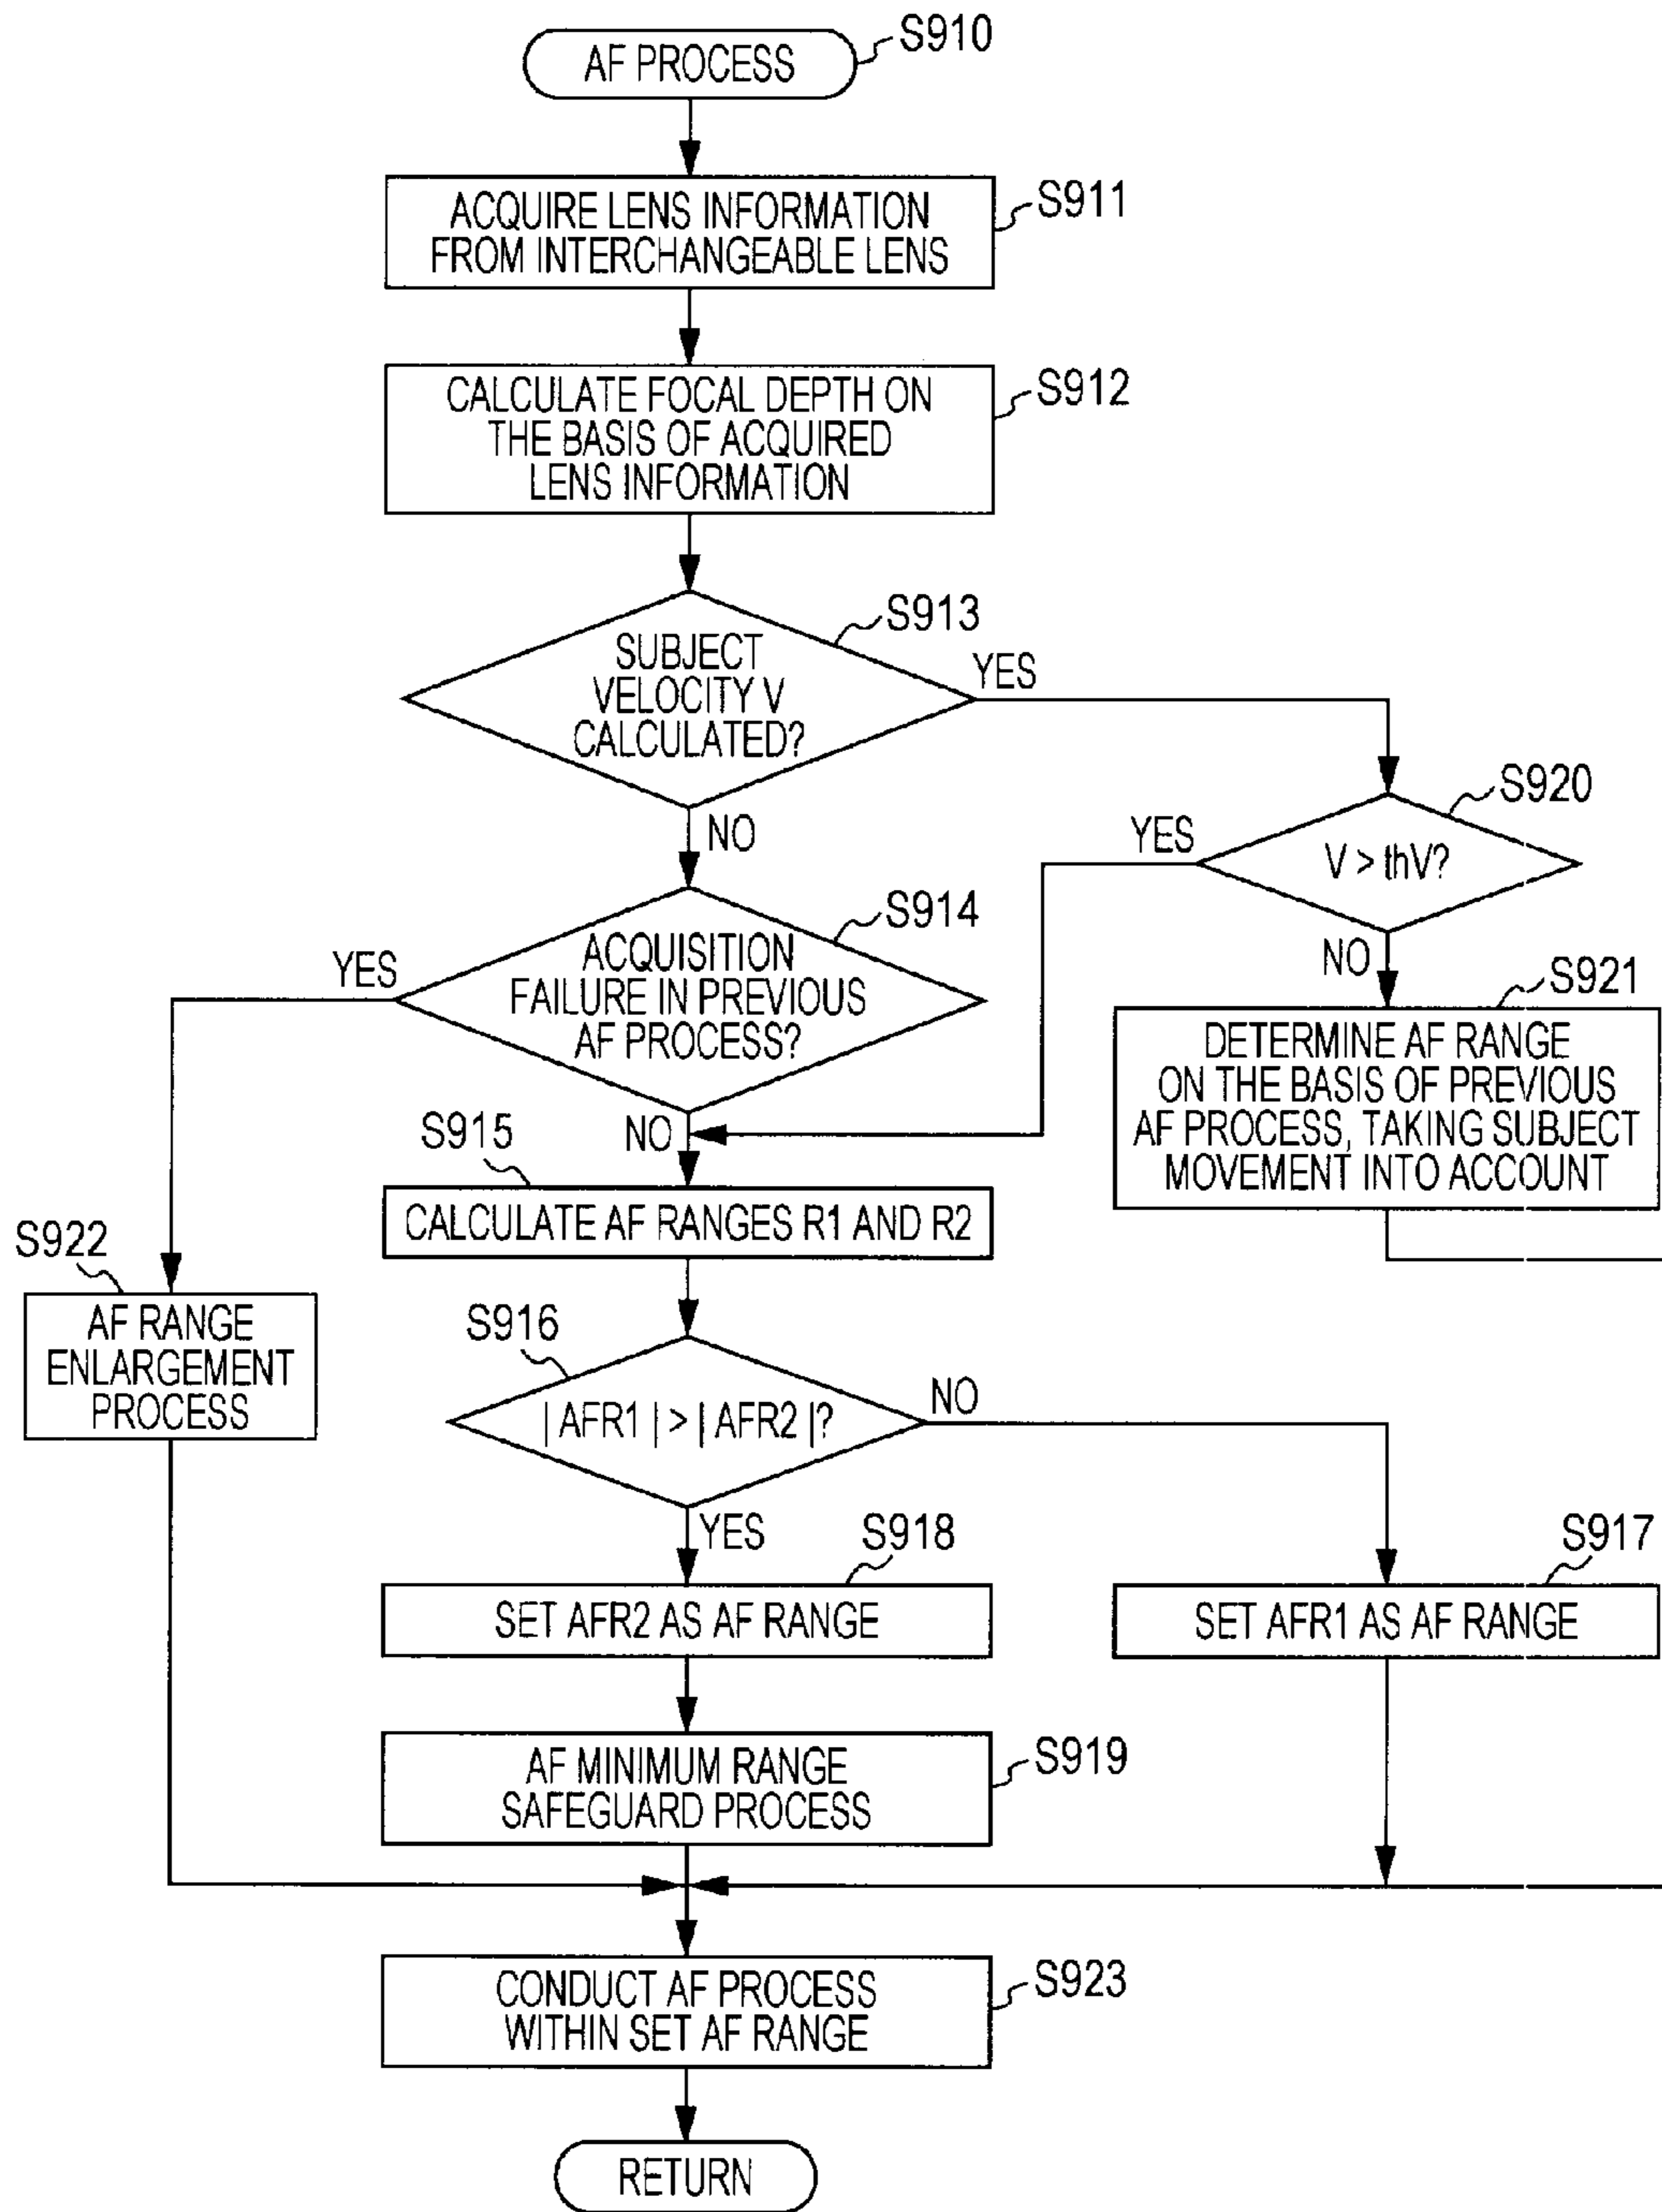 AF PROCESS
S910
ACQUIRE LENS INFORMATION
FROM INTERCHANGEABLE LENS
S911
CALCULATE FOCAL DEPTH ON
THE BASIS OF ACQUIRED
LENS INFORMATION
S912
SUBJECT
VELOCITY V
CALCULATED?
S913
YES
NO
V > thV?
S920
YES
NO
ACQUISITION
FAILURE IN PREVIOUS
AF PROCESS?
S914
YES
NO
DETERMINE AF RANGE
ON THE BASIS OF PREVIOUS
AF PROCESS, TAKING SUBJECT
MOVEMENT INTO ACCOUNT
S921
S915
CALCULATE AF RANGES R1 AND R2
S922
AF RANGE
ENLARGEMENT
PROCESS
S916
| AFR1 | > | AFR2 |?
NO
YES
S918
SET AFR2 AS AF RANGE
S917
SET AFR1 AS AF RANGE
AF MINIMUM RANGE
SAFEGUARD PROCESS
S919
CONDUCT AF PROCESS
WITHIN SET AF RANGE
S923
RETURN